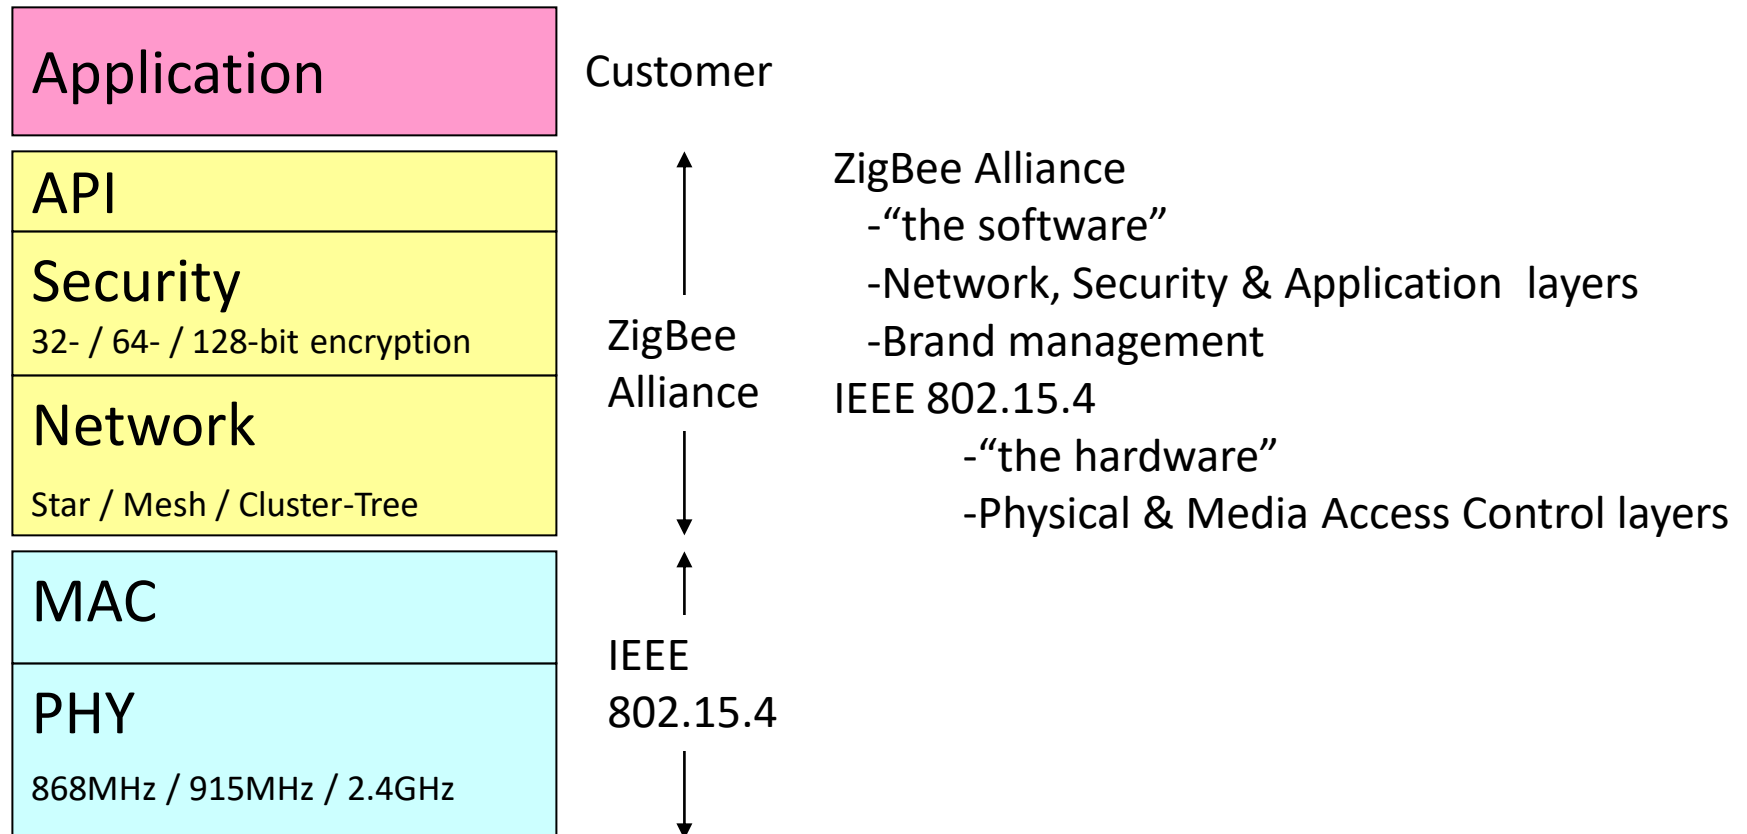 Application
Customer
API
Security
32- / 64- / 128-bit encryption
Network
Star / Mesh / Cluster-Tree
MAC
PHY
868MHz / 915MHz / 2.4GHz
ZigBee
Alliance
IEEE
802.15.4
ZigBee Alliance
-“the software”
-Network, Security & Application layers
-Brand management
IEEE 802.15.4
-“the hardware”
-Physical & Media Access Control layers